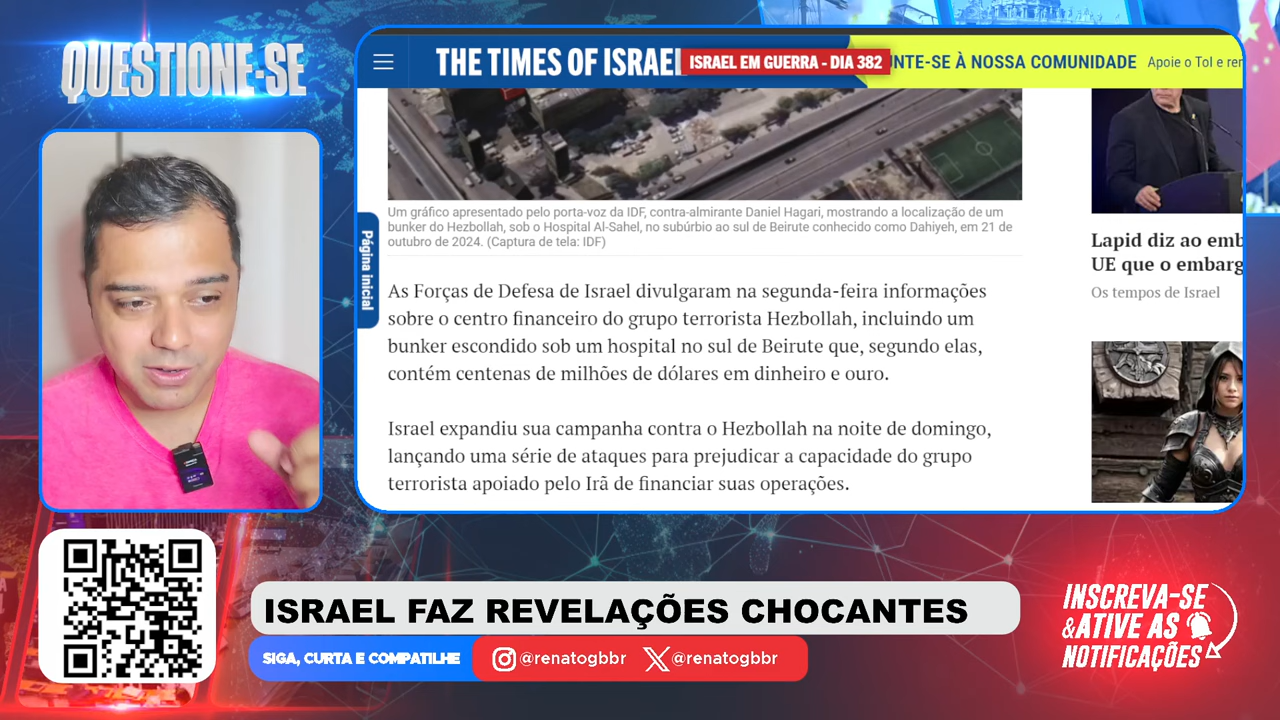 QUESTIONE-SE
THE TIMES OF ISRAEL
ISRAEL EM GUERRA - DIA 382
NTE-SE À NOSSA COMUNIDADE
Apoie o Tol e
Página inicial
Um gráfico apresentado pelo porta-voz da IDF, contra-almirante Daniel Hagari, mostrando a localização de um
bunker do Hezbollah, sob o Hospital Al-Sahel, no subúrbio ao sul de Beirute conhecido como Dahiyeh, em 21 de
outubro de 2024. (Captura de tela: IDF)
As Forças de Defesa de Israel divulgaram na segunda-feira informações
sobre o centro financeiro do grupo terrorista Hezbollah, incluindo um
bunker escondido sob um hospital no sul de Beirute que, segundo elas,
contém centenas de milhões de dólares em dinheiro e ouro.
Israel expandiu sua campanha contra o Hezbollah na noite de domingo,
lançando uma série de ataques para prejudicar a capacidade do grupo
terrorista apoiado pelo Irã de financiar suas operações.
Lapid diz ao emb
UE que o embarg
Os tempos de Israel
ISRAEL FAZ REVELAÇÕES CHOCANTES
SIGA, CURTA E COMPATILHE
@renatogbbr
@renatogbbr
INSCREVA-SE
&ATIVE AS
NOTIFICAÇÕES